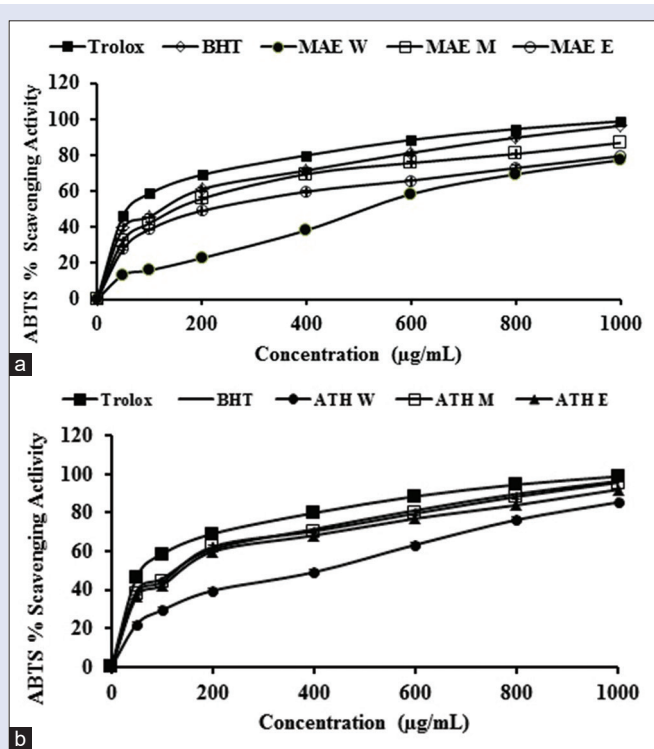 Trolox BHT MAE W MAE M MAE E
120
100
80
60
40
20
0
ABTS % Scavenging Activity
0 200 400 600 800 1000
Concentration (µg/mL)
a
Trolox BHT ATH W ATH M ATH E
120
100
80
60
40
20
0
ABTS % Scavenging Actlivity
0 200 400 600 800 1000
Concentration (µg/mL)
b